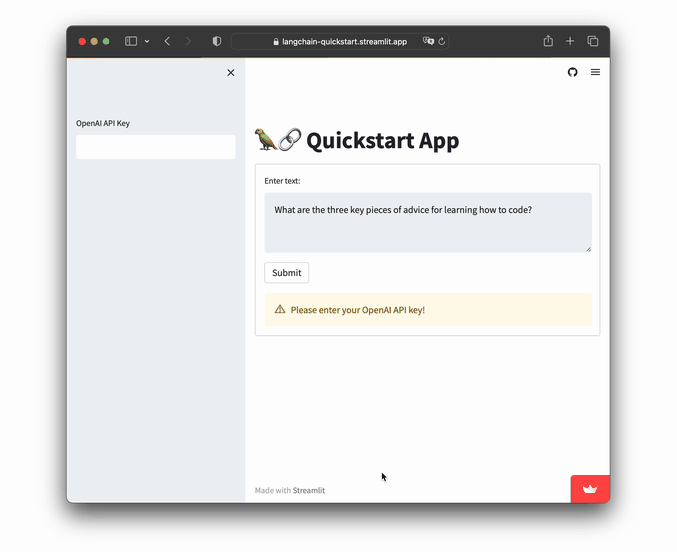 langchain-quickstart.streamlit.app
OpenAI API Key
Quickstart App
Enter text:
What are the three key pieces of advice for learning how to code?
Submit
Please enter your OpenAI API key!
Made with Streamlit